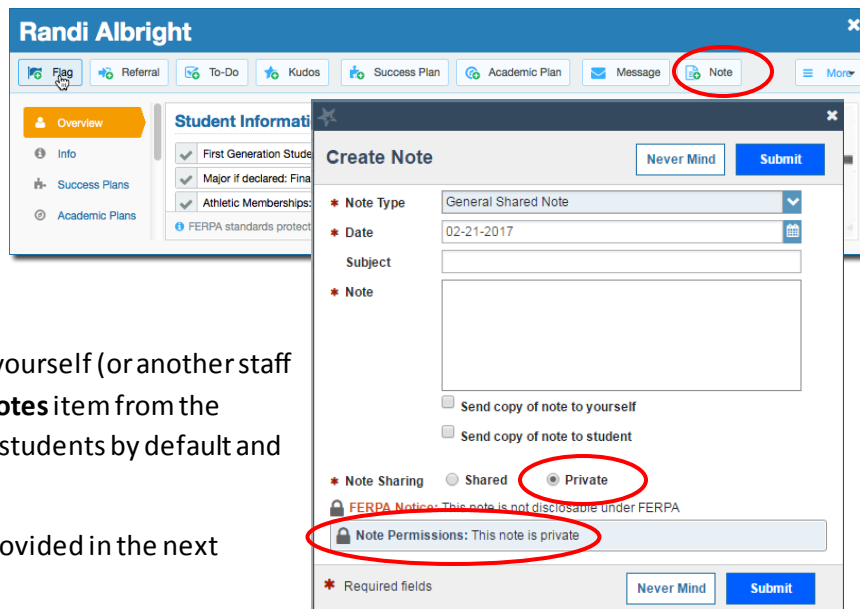 Randi Albright
Flag Referral To-Do Kudos Success Plan Academic Plan Message Note More
Overview
Info
Success Plans
Academic Plans
Student Informati
First Generation Stude
Major if declared: Fina
Athletic Memberships:
FERPA standards protect
Create Note
Never Mind Submit
* Note Type General Shared Note
* Date 02-21-2017
Subject
* Note
Send copy of note to yourself
Send copy of note to student
* Note Sharing Shared Private
FERPA Notice: This note is not disclosable under FERPA
Note Permissions: This note is private
* Required fields Never Mind Submit
yourself (or another staff
otes item from the
students by default and
ovided in the next